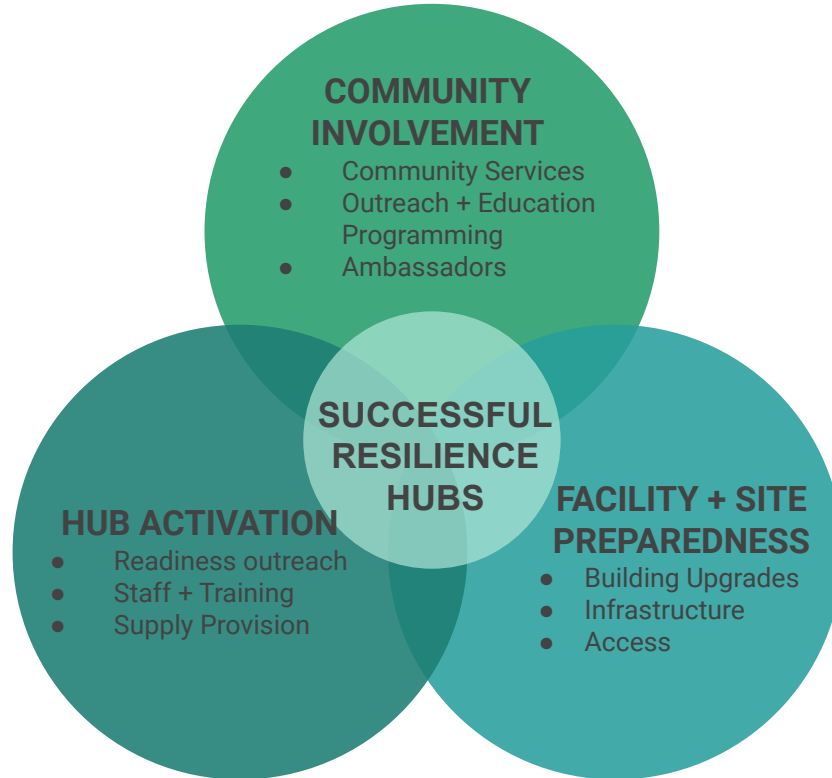 COMMUNITY
INVOLVEMENT
● Community Services
● Outreach + Education
Programming
● Ambassadors
SUCCESSFUL
RESILIENCE
HUBS
HUB ACTIVATION
● Readiness outreach
● Staff + Training
● Supply Provision
FACILITY + SITE
PREPAREDNESS
● Building Upgrades
● Infrastructure
● Access